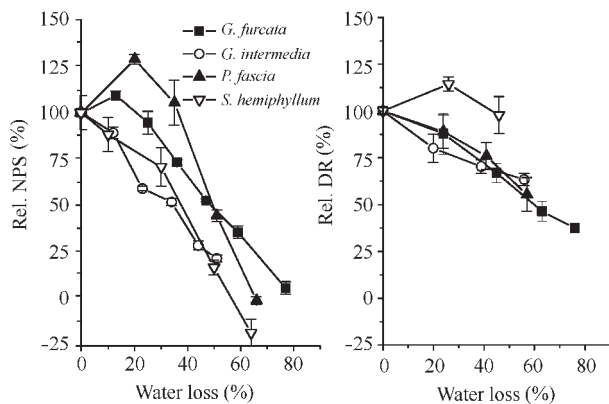 150
125
100
75
50
25
0
-25
Rel. NPS (%)
G. furcata
G. intermedia
P. fascia
S. hemiphyllum
0 20 40 60 80
Water loss (%)
150
125
100
75
50
25
0
-25
Rel. DR (%)
0 20 40 60 80
Water loss (%)